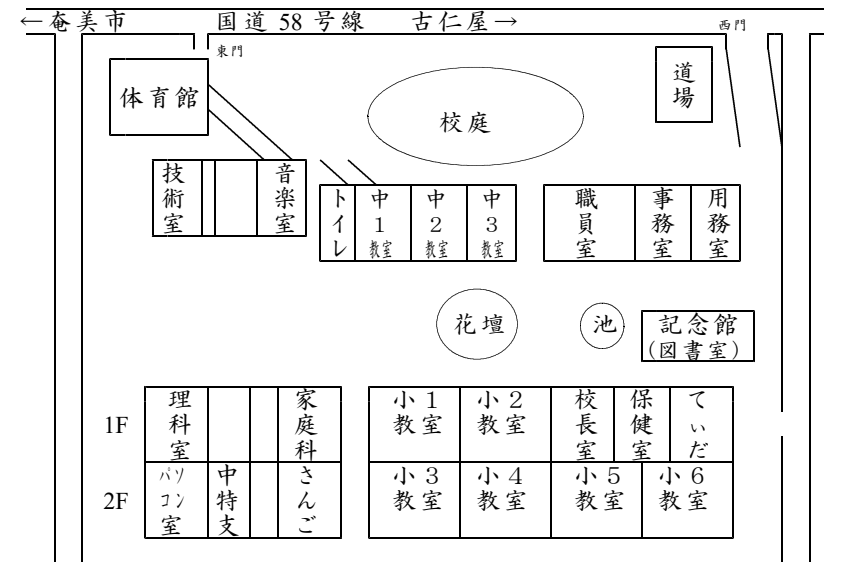 ←奄美市 国道 58 号線 古仁屋→
西門
東門
体育館
校庭
道場
技術室
音楽室
トイレ
中1教室
中2教室
中3教室
職員室
事務室
用務室
花壇
池
記念館
(図書室)
1F
理科室
家庭科
小1教室
小2教室
校長室
保健室
てぃだ
2F
パソコン室
中特支
さんご
小3教室
小4教室
小5教室
小6教室